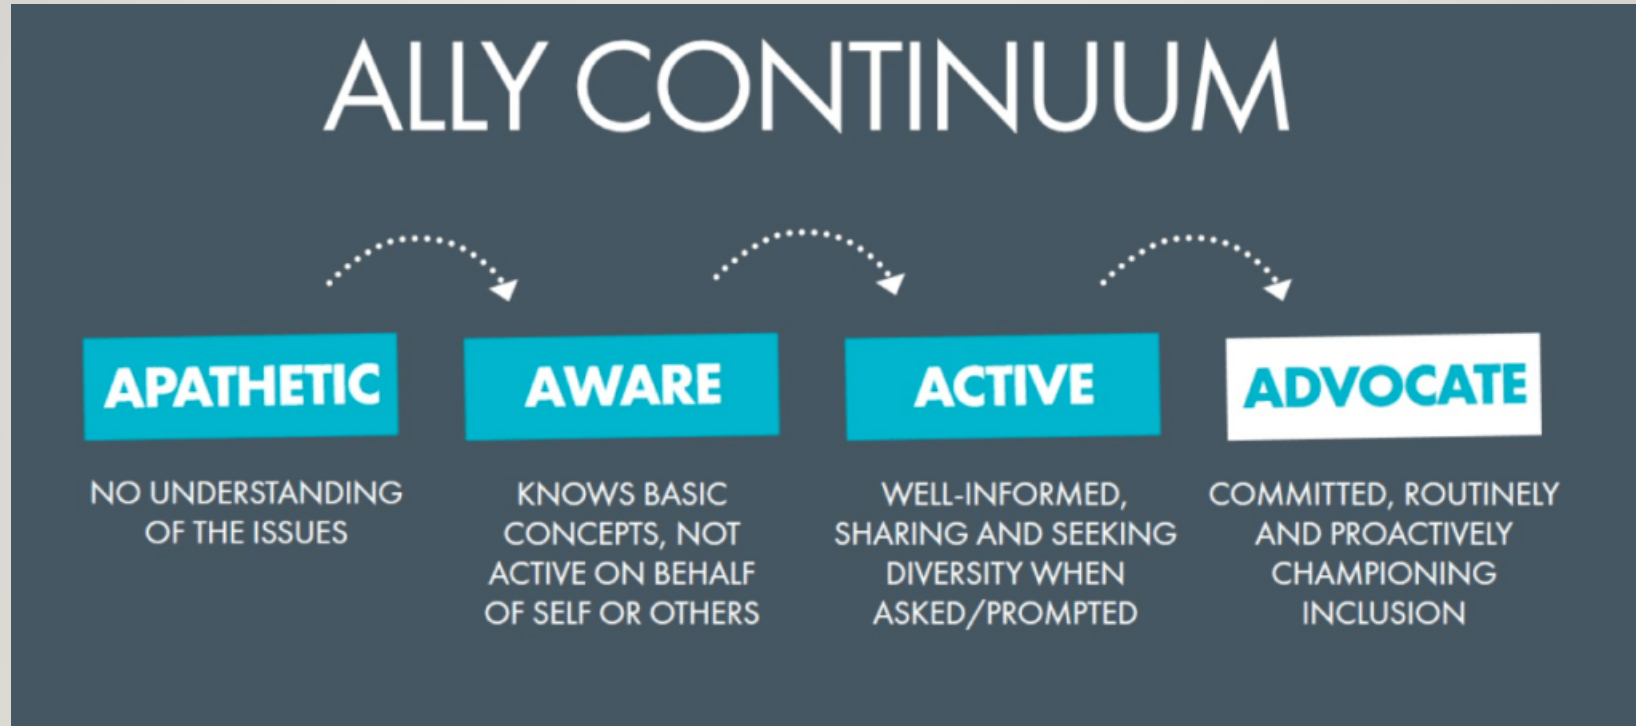 ALLY CONTINUUM
APATHETIC
NO UNDERSTANDING
OF THE ISSUES
AWARE
KNOWS BASIC
CONCEPTS, NOT
ACTIVE ON BEHALF
OF SELF OR OTHERS
ACTIVE
WELL-INFORMED,
SHARING AND SEEKING
DIVERSITY WHEN
ASKED/PROMPTED
ADVOCATE
COMMITTED, ROUTINELY
AND PROACTIVELY
CHAMPIONING
INCLUSION